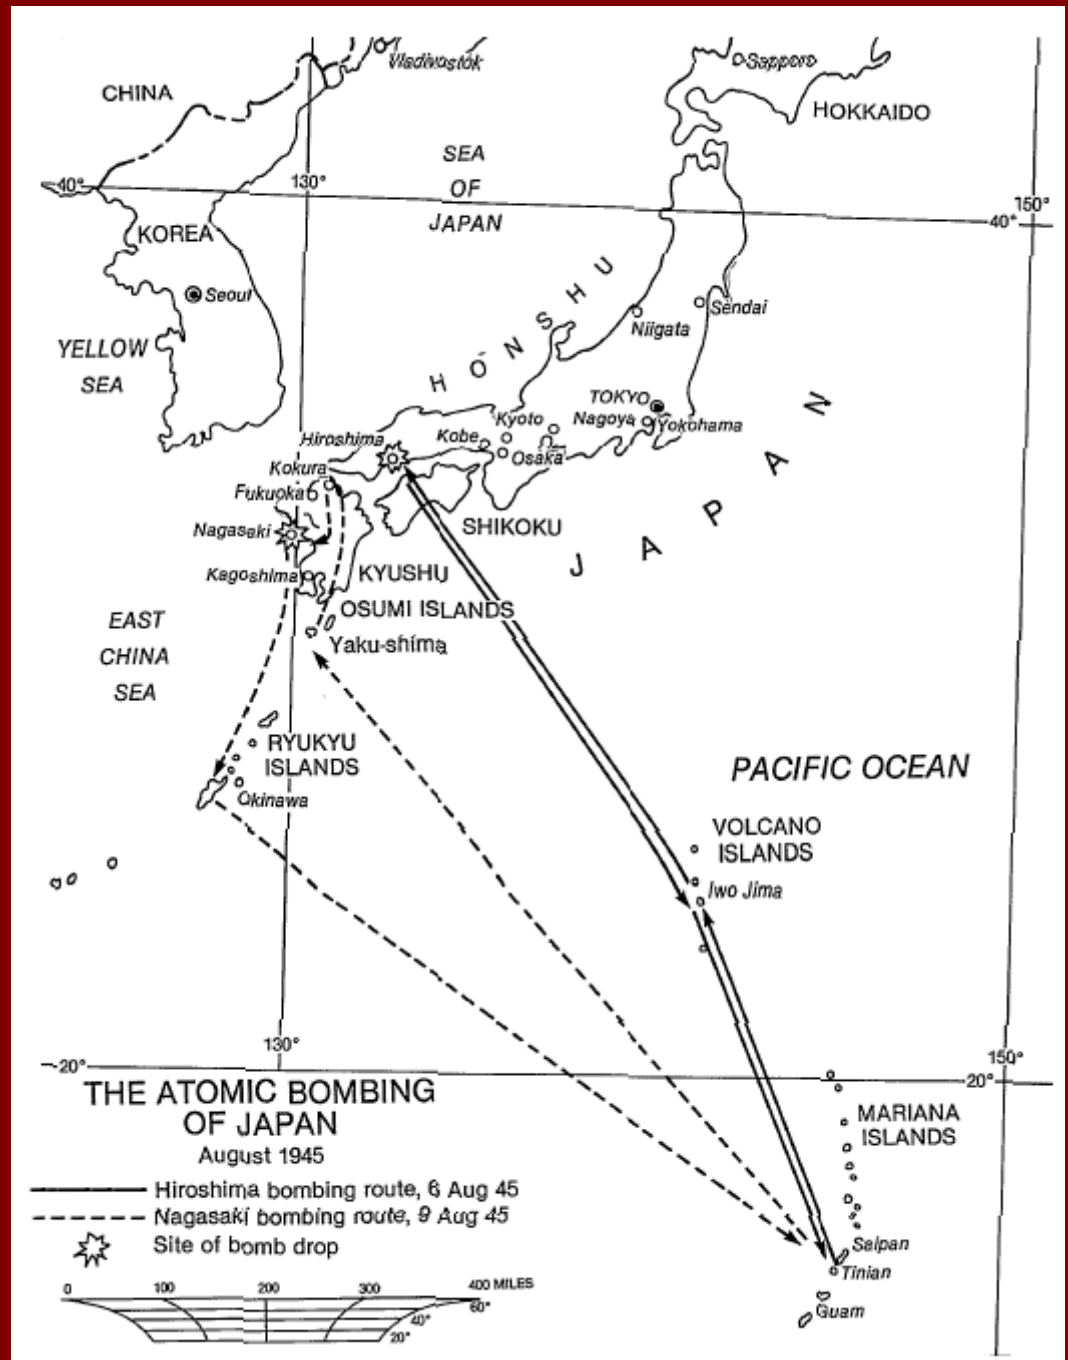 Vladivostok
Sapporo
CHINA
HOKKAIDO
SEA
OF
JAPAN
40°
130°
150°
40°
KOREA
Seoul
Sendai
Niigata
YELLOW
SEA
HONSHU
TOKYO
Nagoya
Yokohama
Kyoto
Kobe
Osaka
Hiroshima
Kokura
Fukuoka
Nagasaki
SHIKOKU
JAPAN
Kagoshima
KYUSHU
OSUMI ISLANDS
Yaku-shima
EAST
CHINA
SEA
RYUKYU
ISLANDS
Okinawa
PACIFIC OCEAN
VOLCANO
ISLANDS
Iwo Jima
130°
150°
20°
20°
MARIANA
ISLANDS
Saipan
Tinian
Guam
THE ATOMIC BOMBING
OF JAPAN
August 1945
Hiroshima bombing route, 6 Aug 45
Nagasaki bombing route, 9 Aug 45
Site of bomb drop
0 100 200 300 400 MILES
60°
40°
20°